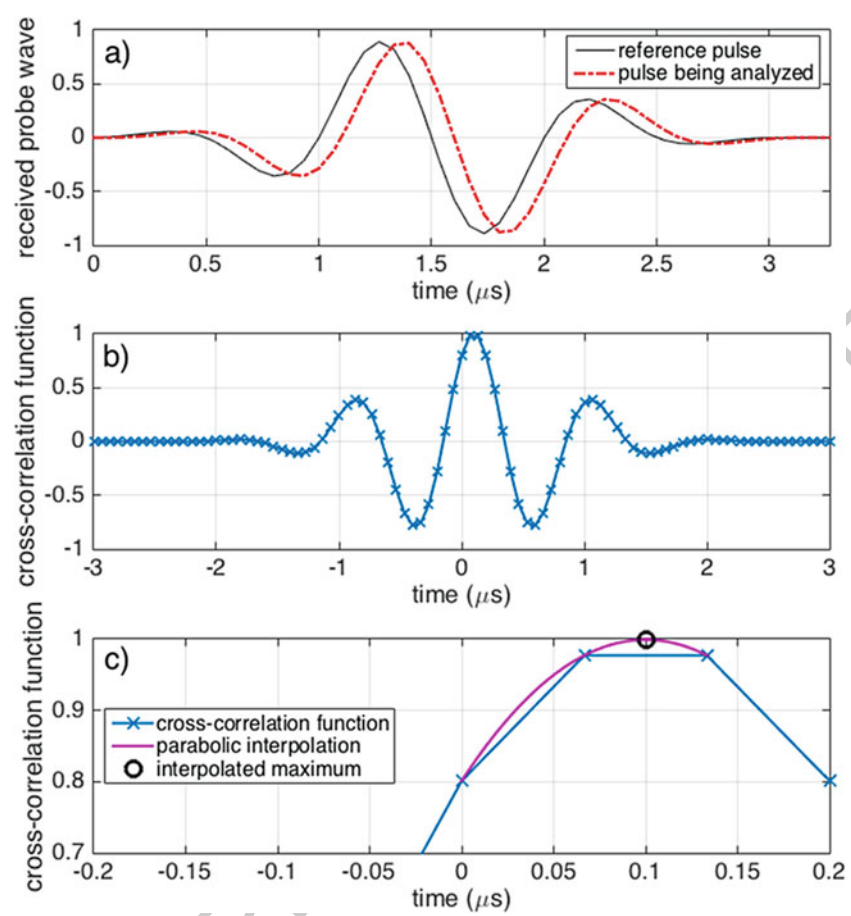 a)
reference pulse
pulse being analyzed
received probe wave
1
0.5
0
-0.5
-1
0 0.5 1 1.5 2 2.5 3
time (μs)
b)
cross-correlation function
1
0.5
0
-0.5
-1
-3 -2 -1 0 1 2 3
time (μs)
c)
cross-correlation function
parabolic interpolation
interpolated maximum
cross-correlation function
1
0.9
0.8
0.7
-0.2 -0.15 -0.1 -0.05 0 0.05 0.1 0.15 0.2
time (μs)